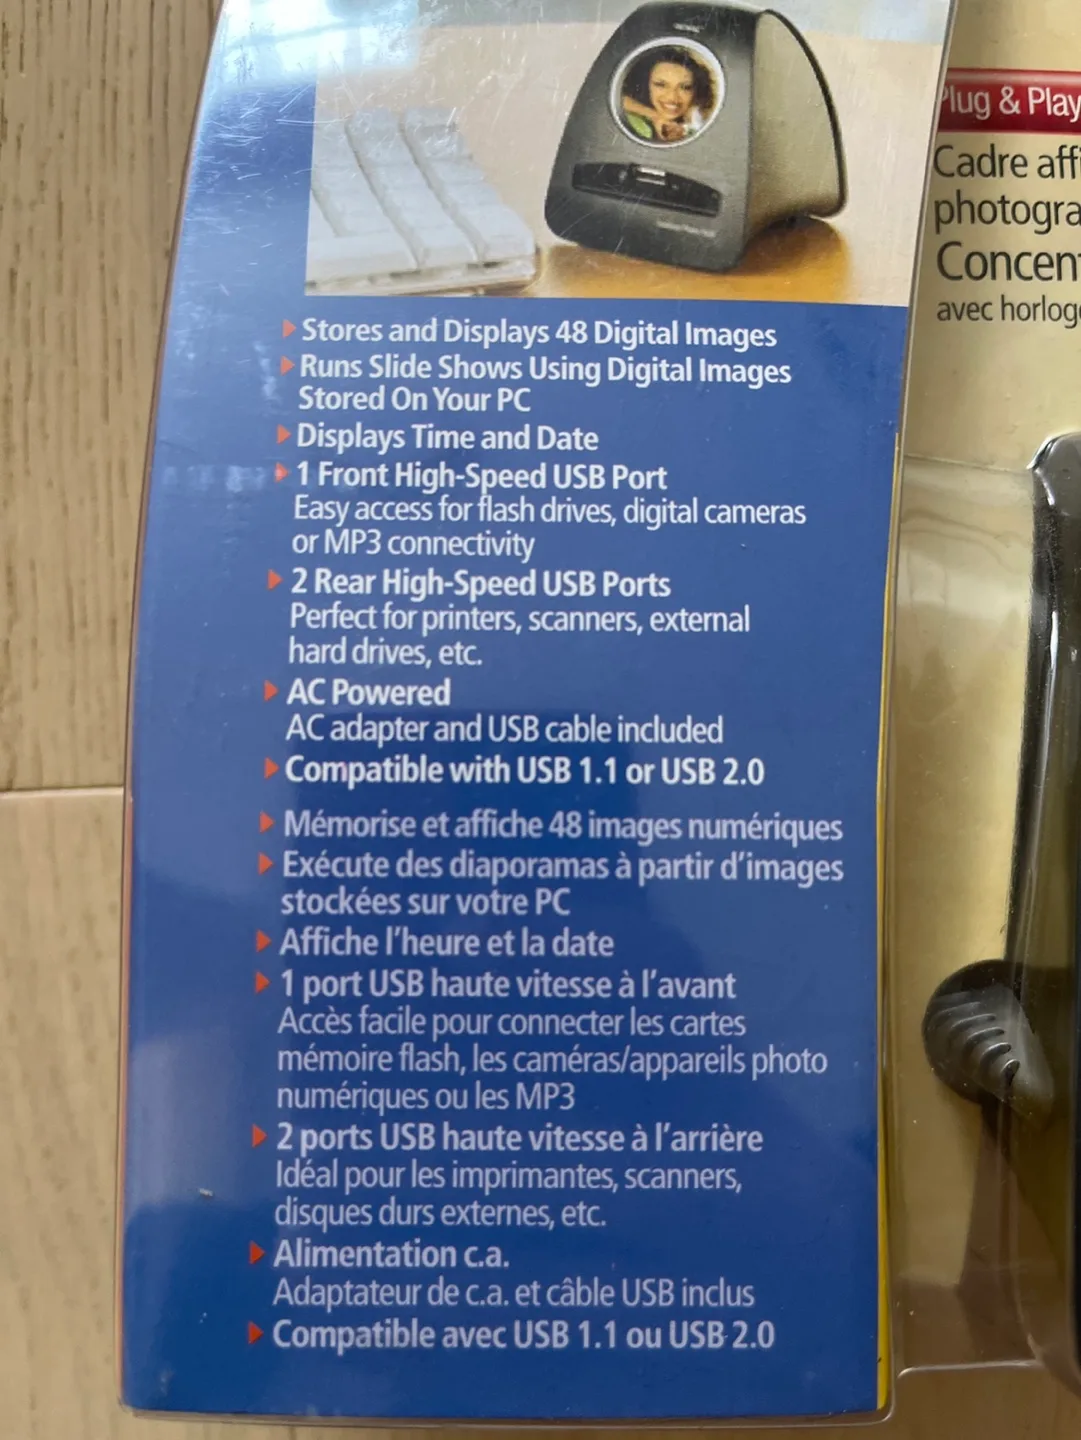 Stores and Displays 48 Digital Images
Runs Slide Shows Using Digital Images
Stored On Your PC
Displays Time and Date
1 Front High-Speed USB Port
Easy access for flash drives, digital cameras
or MP3 connectivity
2 Rear High-Speed USB Ports
Perfect for printers, scanners, external
hard drives, etc.
AC Powered
AC adapter and USB cable included
Compatible with USB 1.1 or USB 2.0
Mémorise et affiche 48 images numériques
Exécute des diaporamas à partir d'images
stockées sur votre PC
Affiche l'heure et la date
1 port USB haute vitesse à l'avant
Accès facile pour connecter les cartes
mémoire flash, les caméras/appareils photo
numériques ou les MP3
2 ports USB haute vitesse à l'arrière
Idéal pour les imprimantes, scanners,
disques durs externes, etc.
Alimentation c.a.
Adaptateur de c.a. et câble USB inclus
Compatible avec USB 1.1 ou USB 2.0
Plug & Play
Cadre affi
photogra
Concen
avec horlog